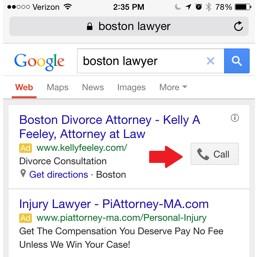 Verizon 2:35 PM 78%
boston lawyer
Google boston lawyer
Web Maps News Images More
Boston Divorce Attorney - Kelly A
Feeley, Attorney at Law
Ad www.kellyfeeley.com/
Divorce Consultation
Get directions · Boston
Call
Injury Lawyer - PiAttorney-MA.com
Ad www.piattorney-ma.com/Personal-Injury
Get The Compensation You Deserve Pay No Fee
Unless We Win Your Case!